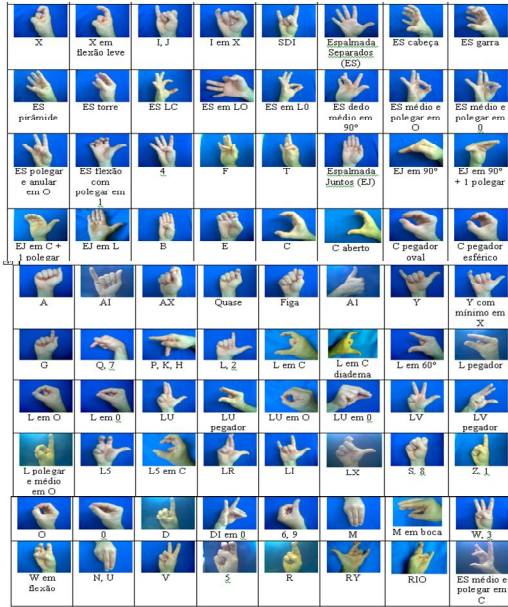 X
X em flexão leve
I, J
I em X
SDI
Espalmada Separados (ES)
ES cabeça
ES garra
ES pirâmide
ES torre
ES LC
ES em LO
ES em L0
ES dedo médio em 90°
ES médio e polegar em O
ES médio e polegar em 0
ES polegar e anular em O
ES flexão com polegar em 1
4
F
T
Espalmada Juntos (EJ)
EJ em 90°
EJ em 90° + 1 polegar
EJ em C + 1 polegar
EJ em L
B
E
C
C aberto
C pegador oval
C pegador esférico
A
AI
AX
Quase
Figa
A1
Y
Y com mínimo em X
G
Q, 7
P, K, H
L, 2
L em C
L em C diadema
L em 60°
L pegador
L em O
L em 0
LU
LU pegador
LU em O
LU em 0
LV
LV pegador
L polegar e médio em O
L5
L5 em C
LR
LI
LX
S, 8
Z, 1
O
0
D
DI em 0
6, 9
M
M em boca
W, 3
W em flexão
N, U
V
5
R
RY
RIO
ES médio e polegar em C